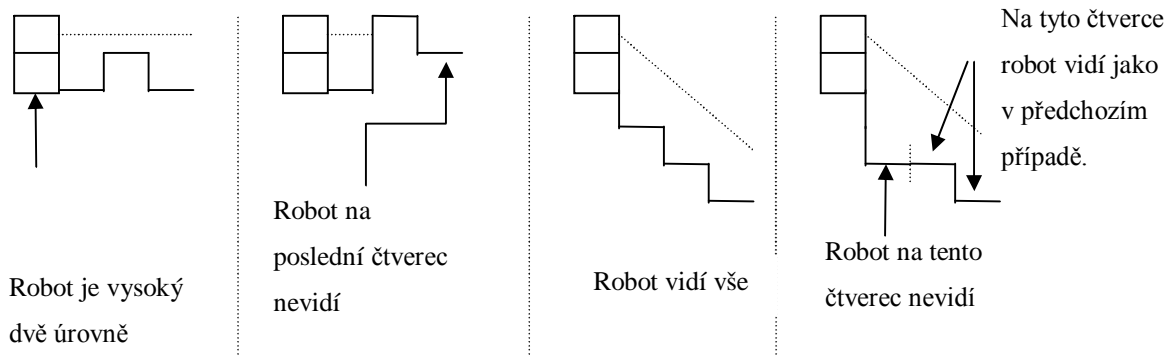 Robot je vysoký
dvě úrovně
Robot na
poslední čtverec
nevidí
Robot vidí vše
Na tyto čtverce
robot vidí jako
v předchozím
případě.
Robot na tento
čtverec nevidí